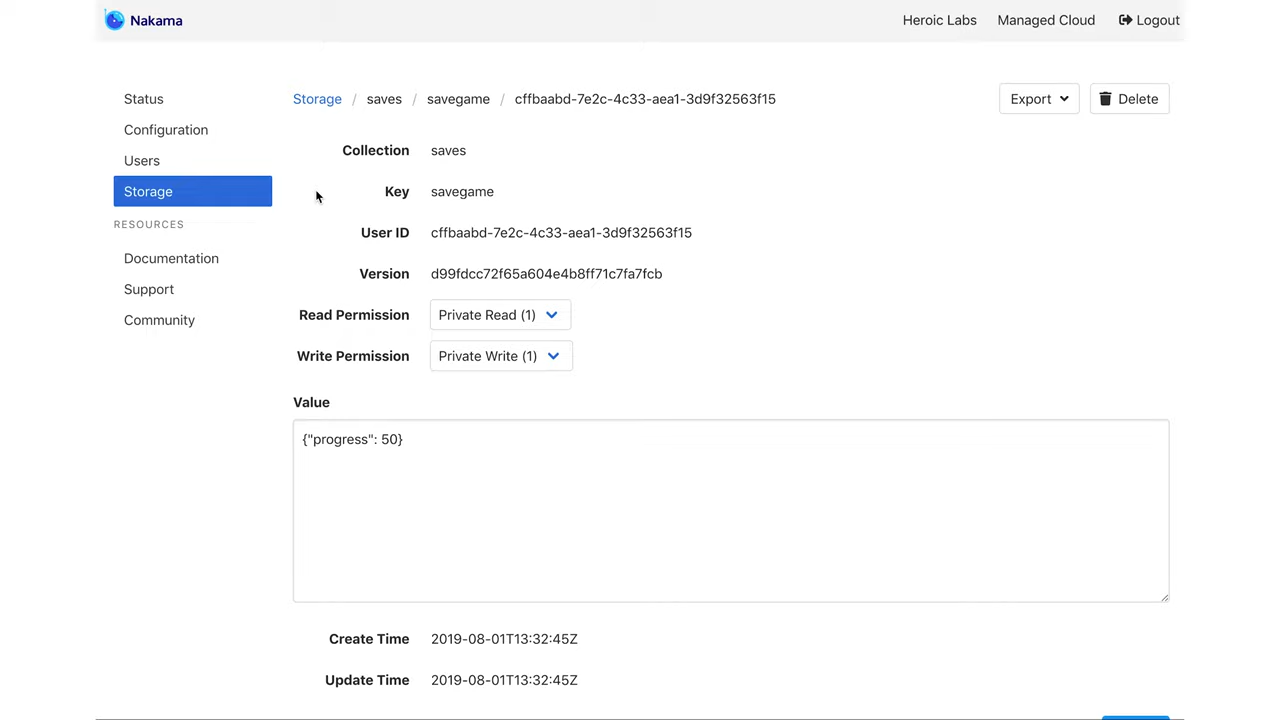 Nakama
Heroic Labs
Managed Cloud
Logout
Status
Configuration
Users
Storage
RESOURCES
Documentation
Support
Community
Storage / saves / savegame / cffbaabd-7e2c-4c33-aea1-3d9f32563f15
Export
Delete
Collection saves
Key savegame
User ID cffbaabd-7e2c-4c33-aea1-3d9f32563f15
Version d99fdcc72f65a604e4b8ff71c7fa7fcb
Read Permission Private Read (1)
Write Permission Private Write (1)
Value
{"progress": 50}
Create Time 2019-08-01T13:32:45Z
Update Time 2019-08-01T13:32:45Z